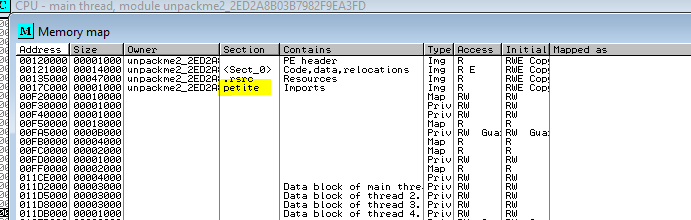 CPU - main thread, module unpackme2_2ED2A8B03B7982F9EA3FD
M Memory map
Address Size Owner Section Contains Type Access Initial Mapped as
00120000 00001000 unpackme2_2ED2A PE header Img R RWE Copy
00121000 00014000 unpackme2_2ED2A <Sect_0> Code,data,relocations Img R E RWE Copy
00135000 00047000 unpackme2_2ED2A .rsrc Resources Img R RWE Copy
0017C000 00001000 unpackme2_2ED2A petite Imports Img R RWE Copy
00F20000 00010000 Map RW RW
00F30000 00001000 Priv RW RW
00F40000 00001000 Priv RW RW
00F50000 00018000 Map R R
00FA5000 0000B000 Priv RW Gua RW
00FB0000 00004000 Map R R
00FC0000 00002000 Map R R
00FD0000 00001000 Priv RW RW
00FF0000 00002000 Map R R
011CE000 00004000 Priv RW RW
011D2000 00003000 Data block of main thre Priv RW RW
011D5000 00003000 Data block of thread 2. Priv RW RW
011D8000 00003000 Data block of thread 3. Priv RW RW
011DB000 00001000 Data block of thread 4. Priv RW RW